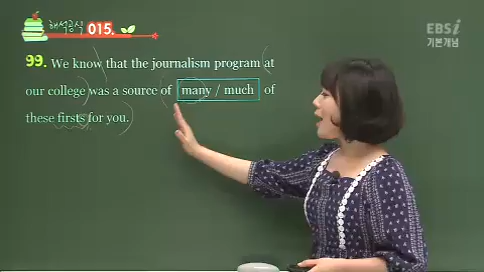 해석공식 015.
EBSi
기본개념
99. We know that the journalism program at
our college was a source of many / much of
these firsts for you.